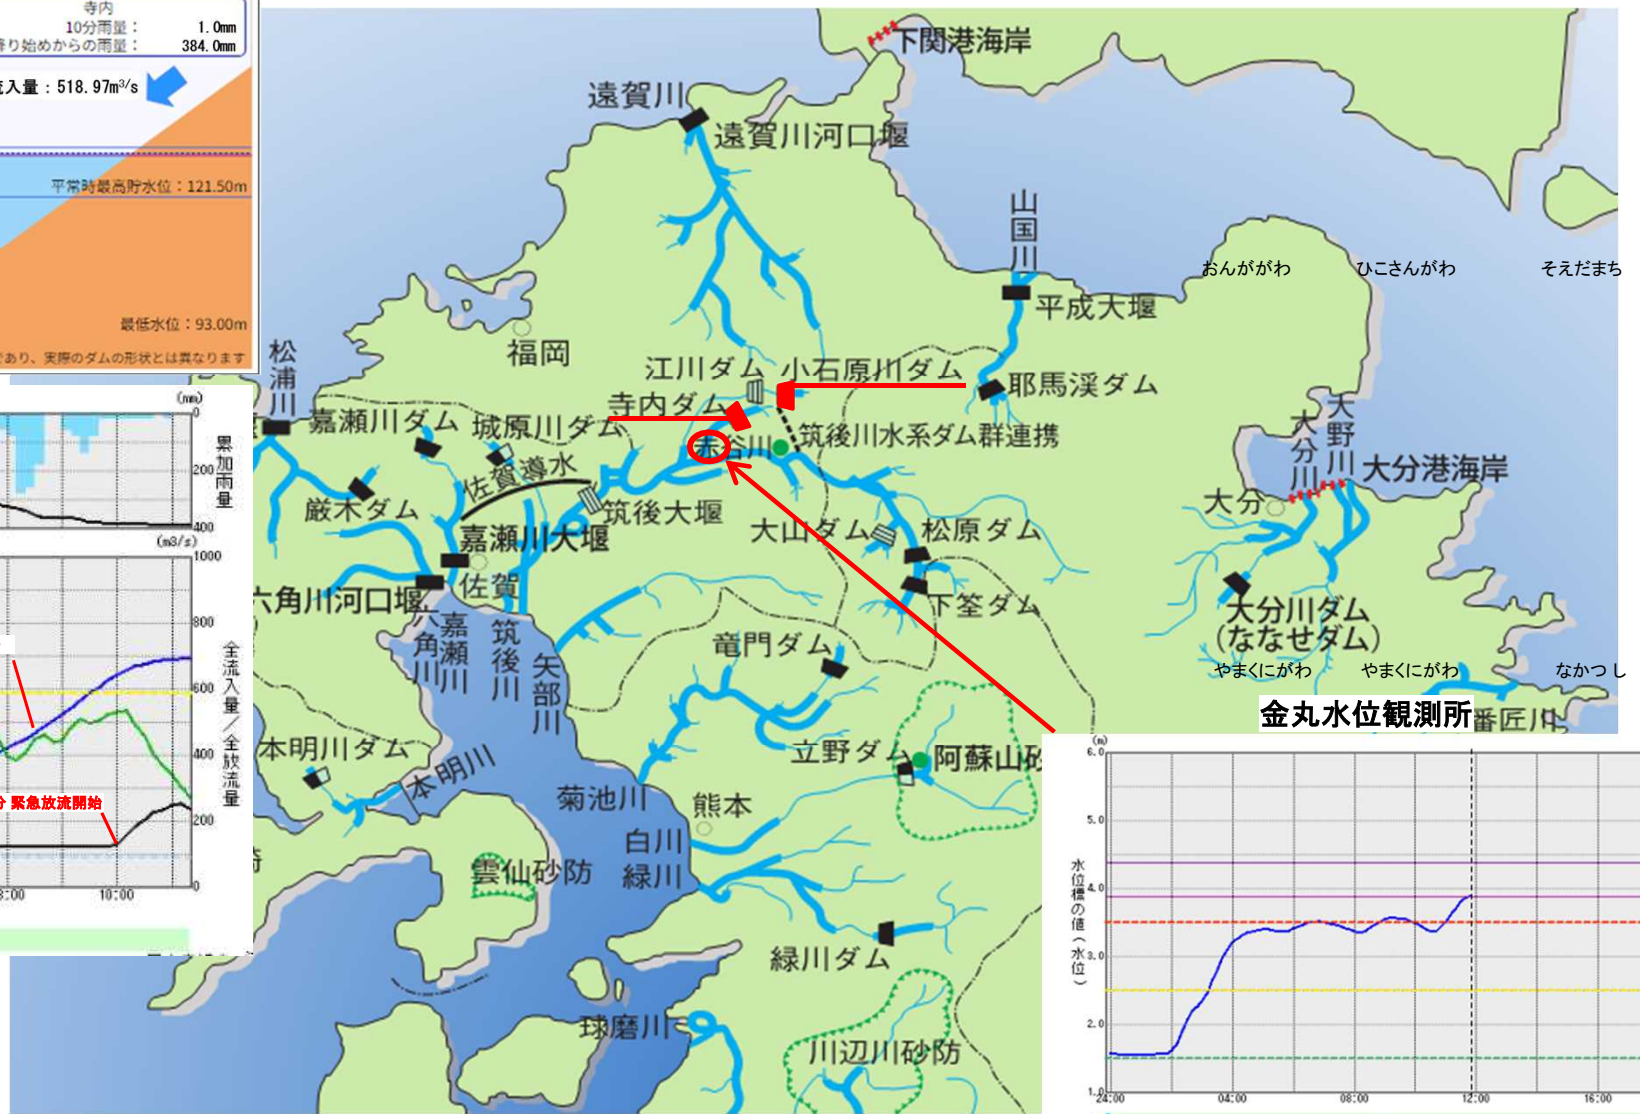 寺内
10分雨量： 1.0mm
降り始めからの雨量： 384.0mm
流入量：518.97m³/s
平常時最高貯水位：121.50m
最低水位：93.00m
であり、実際のダムの形状とは異なります
(mm)
0
200
400
累加雨量
(m3/s)
1000
800
600
400
200
0
全流入量／全放流量
分 緊急放流開始
10:00
下関港海岸
遠賀川
遠賀川河口堰
山国川
おんががわ
ひこさんがわ
そえだまち
平成大堰
福岡
松浦川
江川ダム
小石原川ダム
耶馬渓ダム
寺内ダム
嘉瀬川ダム
城原川ダム
赤谷川
筑後川水系ダム群連携
大分川
大野川
大分港海岸
佐賀導水
厳木ダム
筑後大堰
大分
嘉瀬川大堰
大山ダム
松原ダム
佐賀
六角川河口堰
下筌ダム
大分川ダム
(ななせダム)
六角川
嘉瀬川
筑後川
矢部川
竜門ダム
やまくにがわ
やまくにがわ
なかつし
金丸水位観測所
番匠川
本明川ダム
本明川
立野ダム
阿蘇山砂
菊池川
熊本
白川
緑川
雲仙砂防
緑川ダム
球磨川
川辺川砂防
(m)
6.0
5.0
4.0
3.0
2.0
1.0
水位標の値（水位）
24:00
04:00
08:00
12:00
16:00